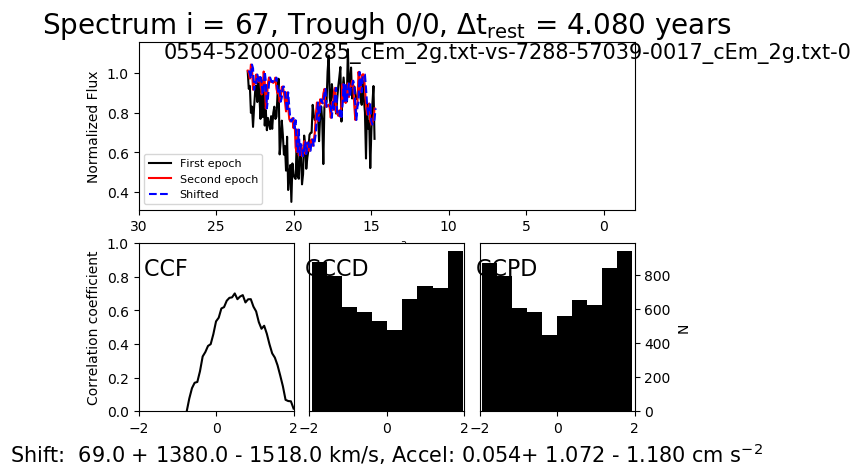 Spectrum i = 67, Trough 0/0, Δt_rest = 4.080 years
0554-52000-0285_cEm_2g.txt-vs-7288-57039-0017_cEm_2g.txt-0
Normalized Flux
1.0
0.8
0.6
0.4
First epoch
Second epoch
Shifted
30 25 20 15 10 5 0
Correlation coefficient
1.0
0.8
0.6
0.4
0.2
0.0
CCF
CCCD
CCPD
800
600
400
200
0
N
−2 0 2 −2 0 2 −2 0 2
Shift:  69.0 + 1380.0 - 1518.0 km/s, Accel: 0.054+ 1.072 - 1.180 cm s⁻²